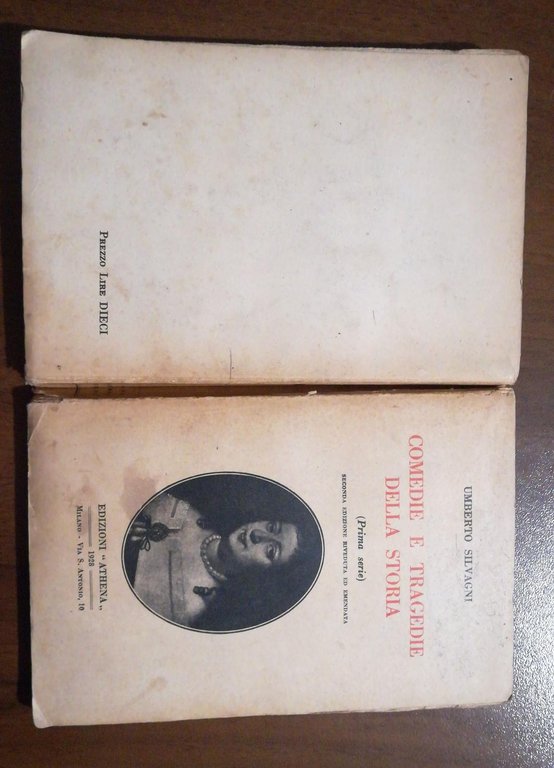 UMBERTO SILVAGNI
COMEDIE E TRAGEDIE
DELLA STORIA
(Prima serie)
SECONDA EDIZIONE RIVEDUTA ED EMENDATA
EDIZIONI "ATHENA„
1928
MILANO - VIA S. ANTONIO, 10
PREZZO LIRE DIECI